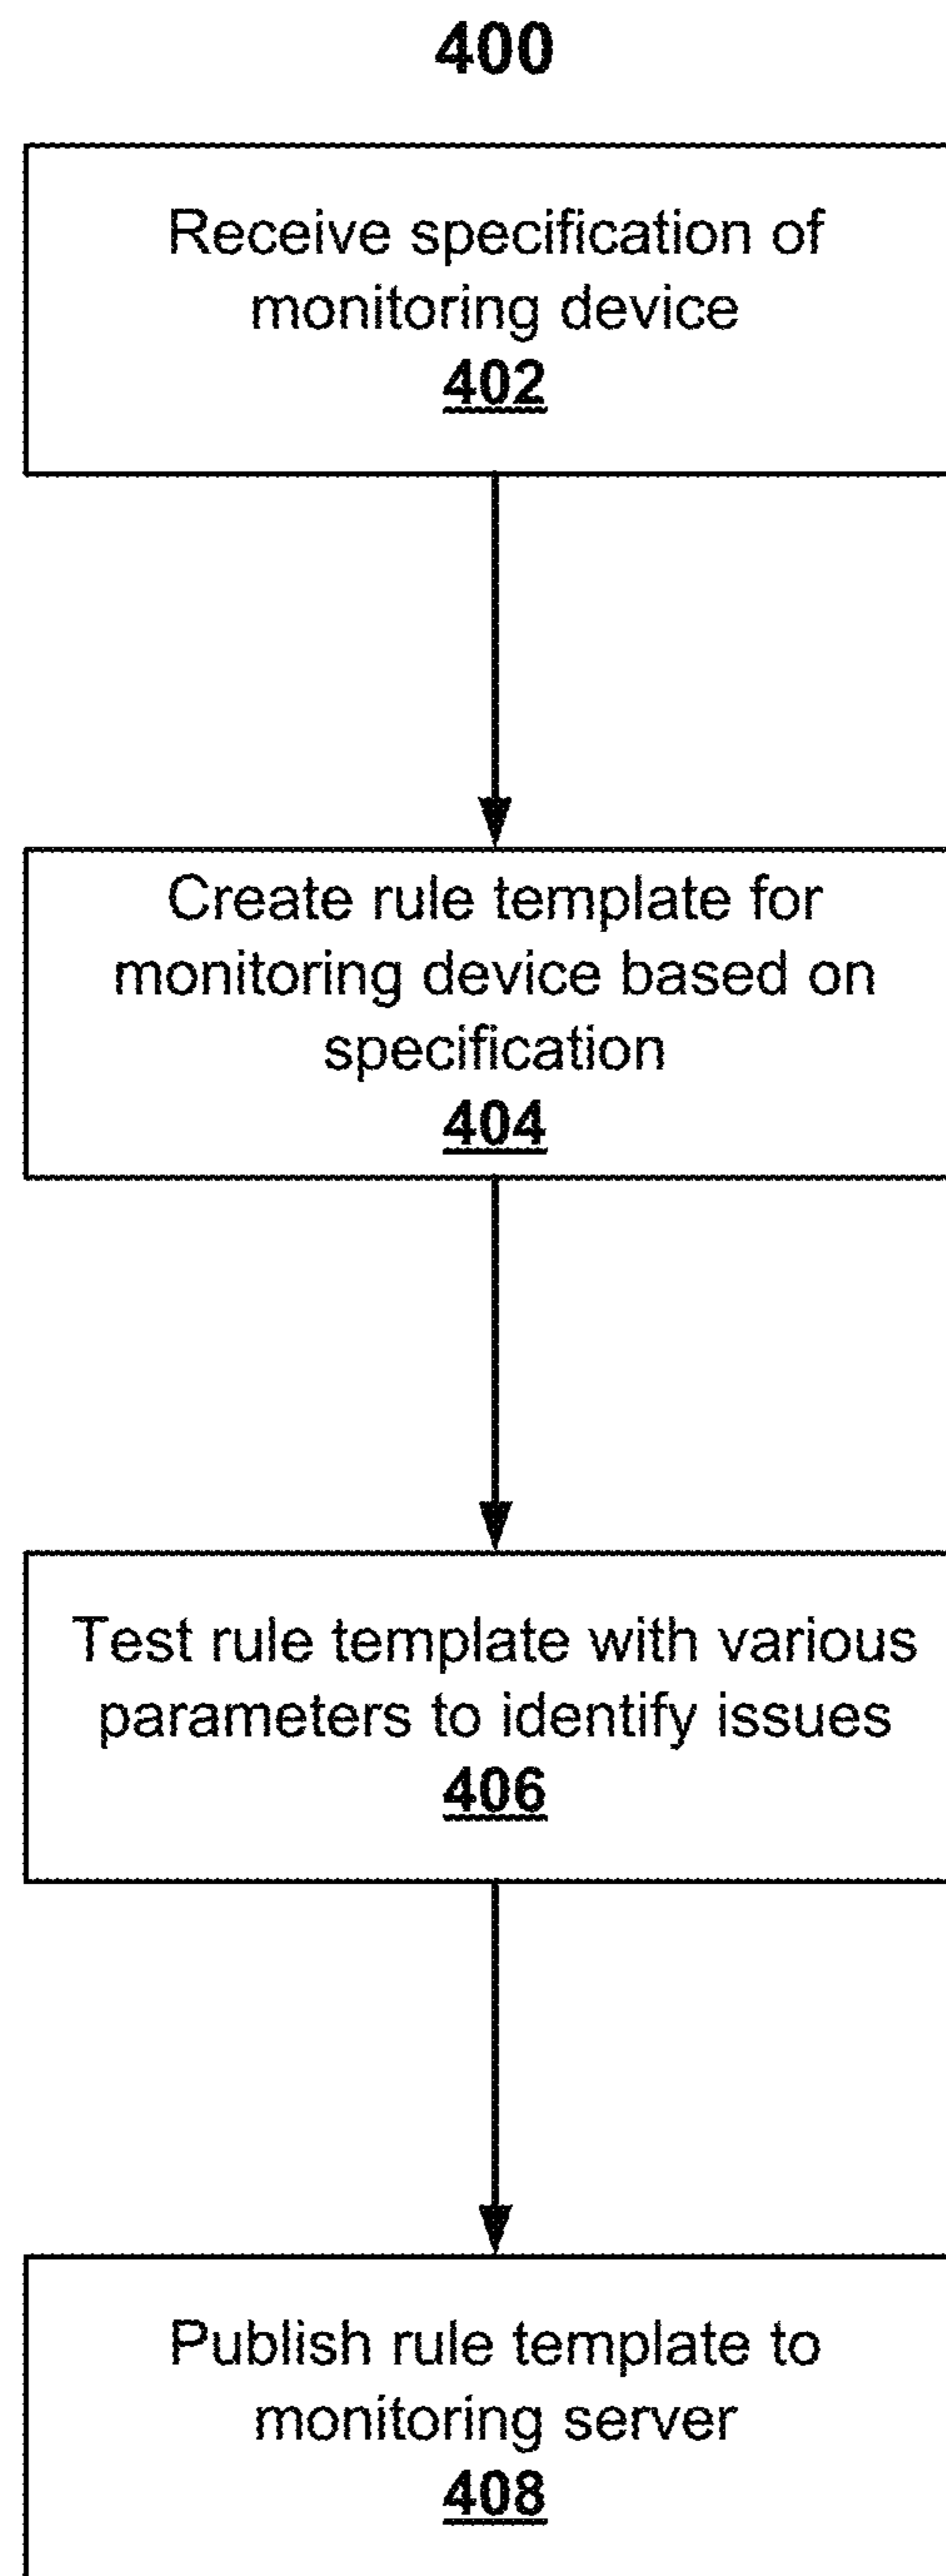 400
Receive specification of
monitoring device
402
Create rule template for
monitoring device based on
specification
404
Test rule template with various
parameters to identify issues
406
Publish rule template to
monitoring server
408